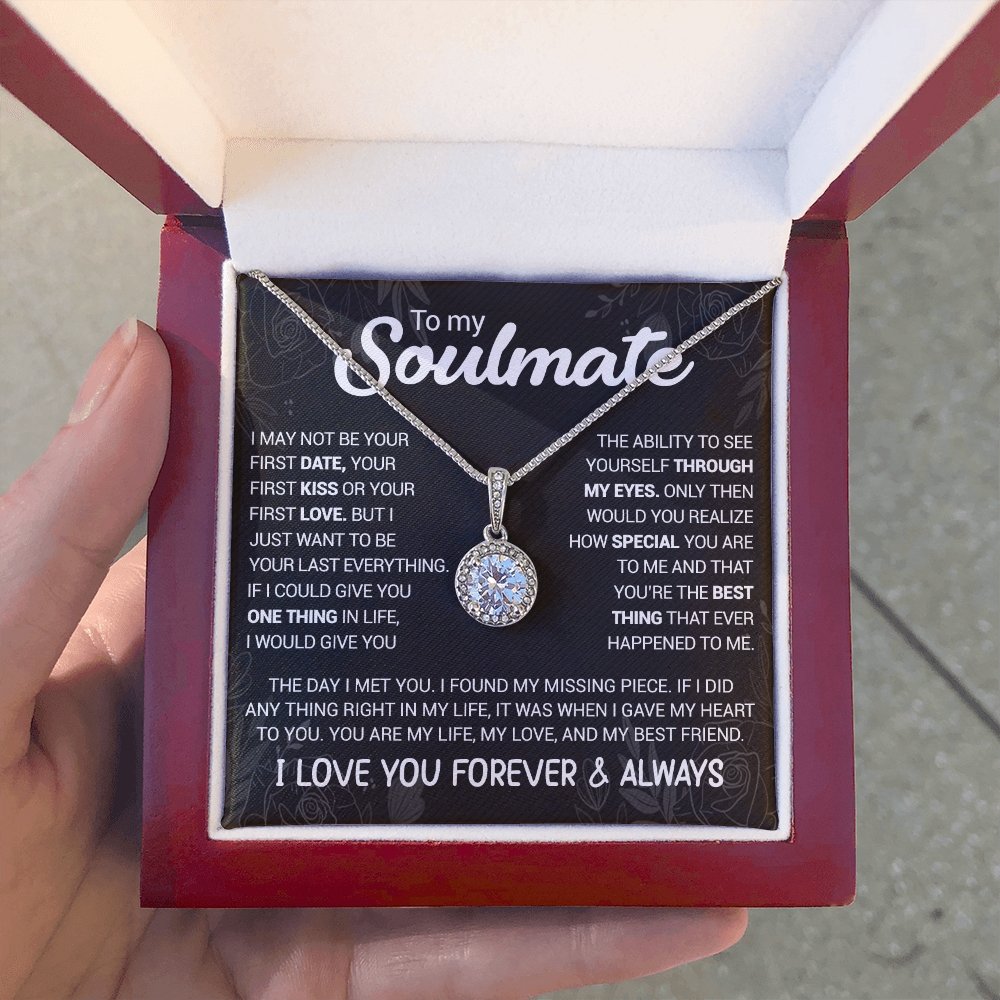 To my
Soulmate
I MAY NOT BE YOUR
FIRST DATE, YOUR
FIRST KISS OR YOUR
FIRST LOVE. BUT I
JUST WANT TO BE
YOUR LAST EVERYTHING.
IF I COULD GIVE YOU
ONE THING IN LIFE,
I WOULD GIVE YOU
THE ABILITY TO SEE
YOURSELF THROUGH
MY EYES. ONLY THEN
WOULD YOU REALIZE
HOW SPECIAL YOU ARE
TO ME AND THAT
YOU'RE THE BEST
THING THAT EVER
HAPPENED TO ME.
THE DAY I MET YOU. I FOUND MY MISSING PIECE. IF I DID
ANY THING RIGHT IN MY LIFE, IT WAS WHEN I GAVE MY HEART
TO YOU. YOU ARE MY LIFE, MY LOVE, AND MY BEST FRIEND.
I LOVE YOU FOREVER & ALWAYS